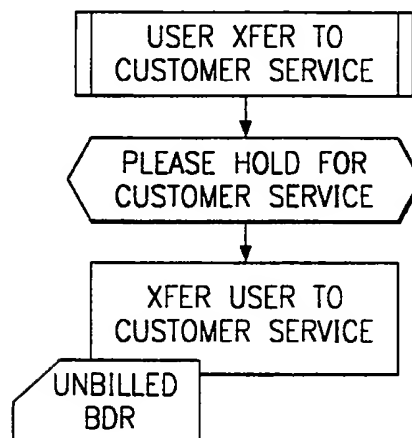 USER XFER TO
CUSTOMER SERVICE
PLEASE HOLD FOR
CUSTOMER SERVICE
XFER USER TO
CUSTOMER SERVICE
UNBILLED
BDR